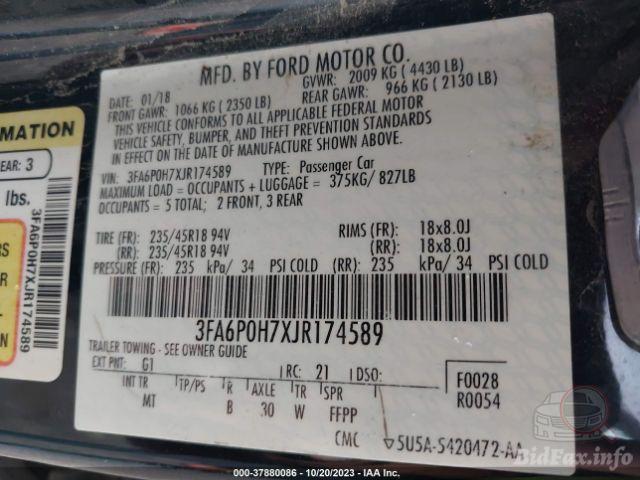 MFD. BY FORD MOTOR CO.
DATE: 01/18 GVWR: 2009 KG ( 4430 LB)
FRONT GAWR: 1066 KG ( 2350 LB) REAR GAWR: 966 KG ( 2130 LB)
THIS VEHICLE CONFORMS TO ALL APPLICABLE FEDERAL MOTOR
VEHICLE SAFETY, BUMPER, AND THEFT PREVENTION STANDARDS
IN EFFECT ON THE DATE OF MANUFACTURE SHOWN ABOVE.
VIN: 3FA6P0H7XJR174589 TYPE: Passenger Car
MAXIMUM LOAD = OCCUPANTS + LUGGAGE = 375KG/ 827LB
OCCUPANTS = 5 TOTAL; 2 FRONT, 3 REAR
TIRE (FR): 235/45R18 94V RIMS (FR): 18x8.0J
(RR): 235/45R18 94V (RR): 18x8.0J
PRESSURE (FR): 235 kPa/ 34 PSI COLD (RR): 235 kPa/ 34 PSI COLD
3FA6P0H7XJR174589
TRAILER TOWING - SEE OWNER GUIDE
EXT PNT: G1 RC: 21 DSO:
INT TR TP/PS R AXLE TR SPR
MT B 30 W FFPP
F0028
R0054
CMC 5U5A-5420472-AA
RMATION
EAR: 3
lbs.
RS
R
3FA6P0H7XJR174589
BidFax.info
© COPART: 37880086 - 10/20/2023 - IAA Inc.